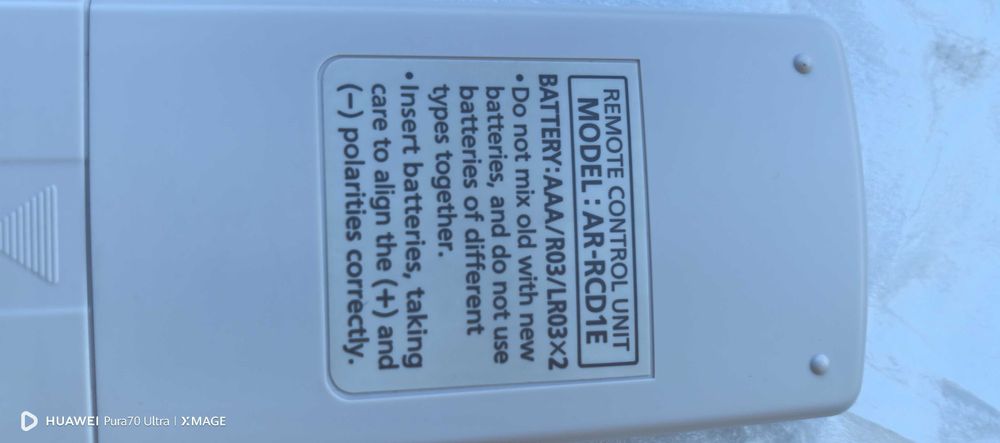 REMOTE CONTROL UNIT
MODEL : AR-RCD1E
BATTERY:AAA/R03/LR03×2
•Do not mix old with new
batteries, and do not use
batteries of different
types together.
•Insert batteries, taking
care to align the (+) and
(−) polarities correctly.
HUAWEI Pura70 Ultra | XMAGE